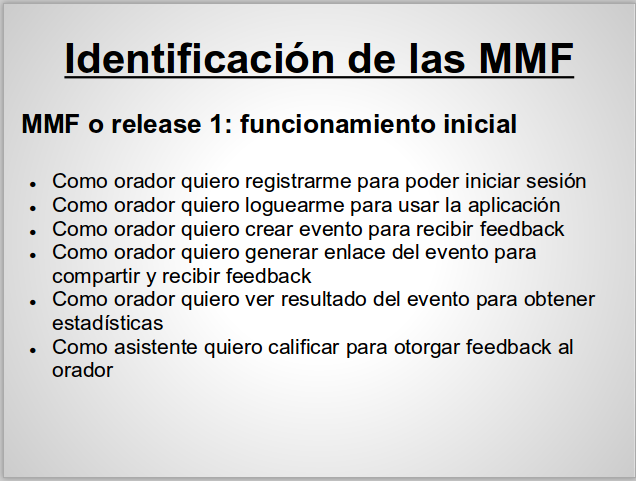 Identificación de las MMF
MMF o release 1: funcionamiento inicial
● Como orador quiero registrarme para poder iniciar sesión
● Como orador quiero loguearme para usar la aplicación
● Como orador quiero crear evento para recibir feedback
● Como orador quiero generar enlace del evento para
compartir y recibir feedback
● Como orador quiero ver resultado del evento para obtener
estadísticas
● Como asistente quiero calificar para otorgar feedback al
orador